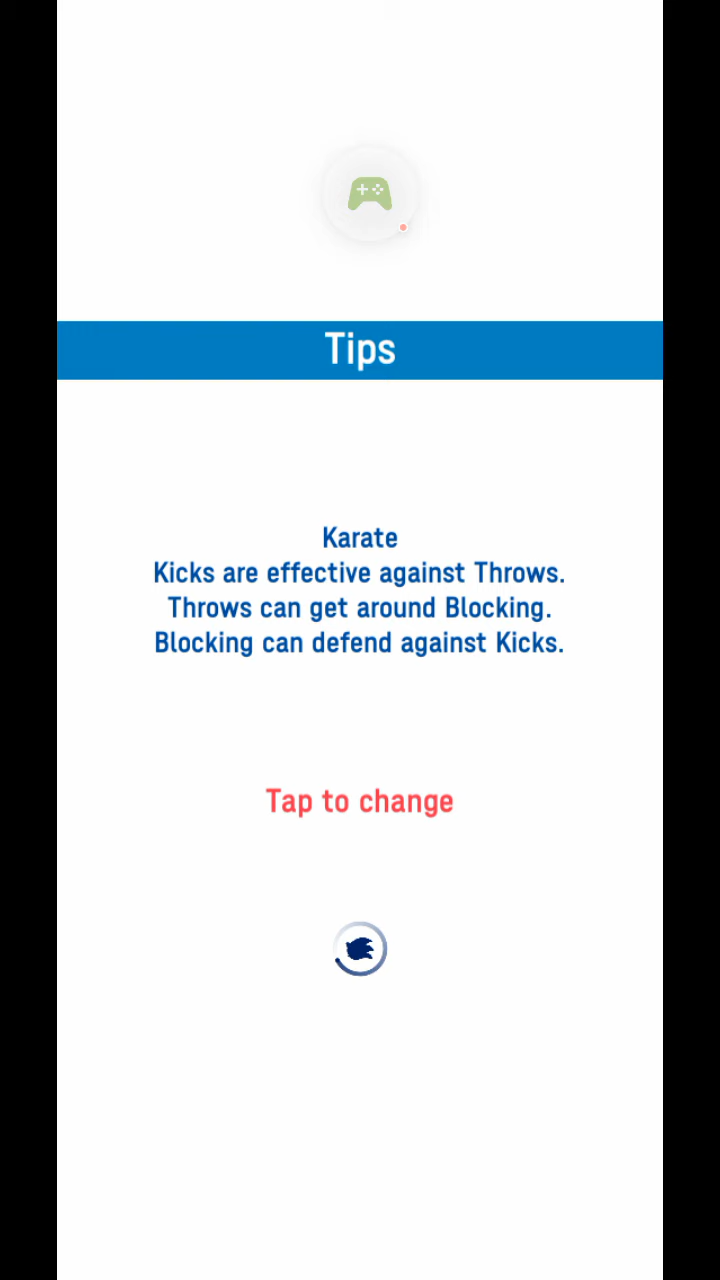 Tips
Karate
Kicks are effective against Throws.
Throws can get around Blocking.
Blocking can defend against Kicks.
Tap to change